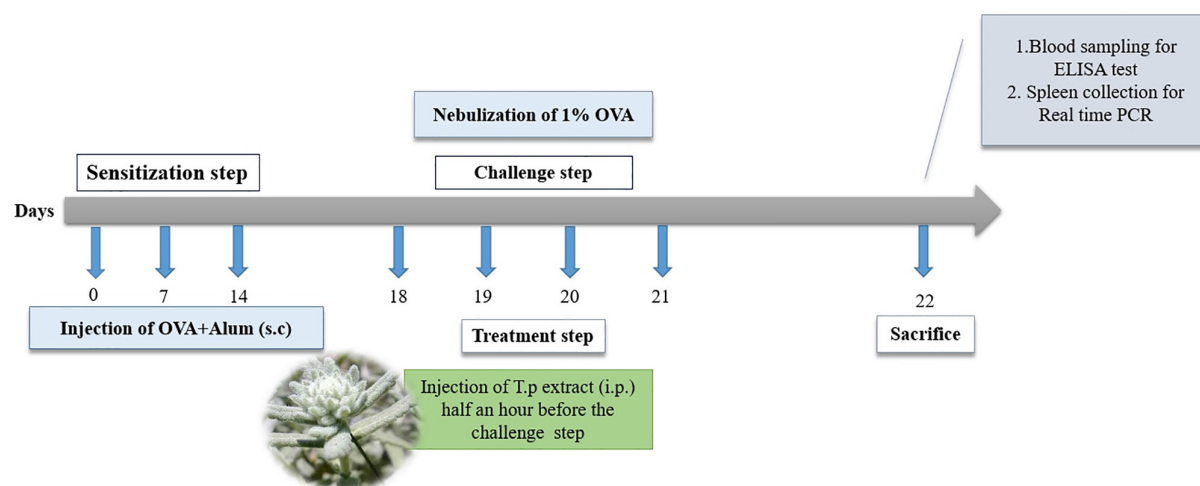 1.Blood sampling for
ELISA test
2. Spleen collection for
Real time PCR
Nebulization of 1% OVA
Sensitization step
Challenge step
Days
0 7 14 18 19 20 21 22
Injection of OVA+Alum (s.c)
Treatment step
Sacrifice
Injection of T.p extract (i.p.)
half an hour before the
challenge step